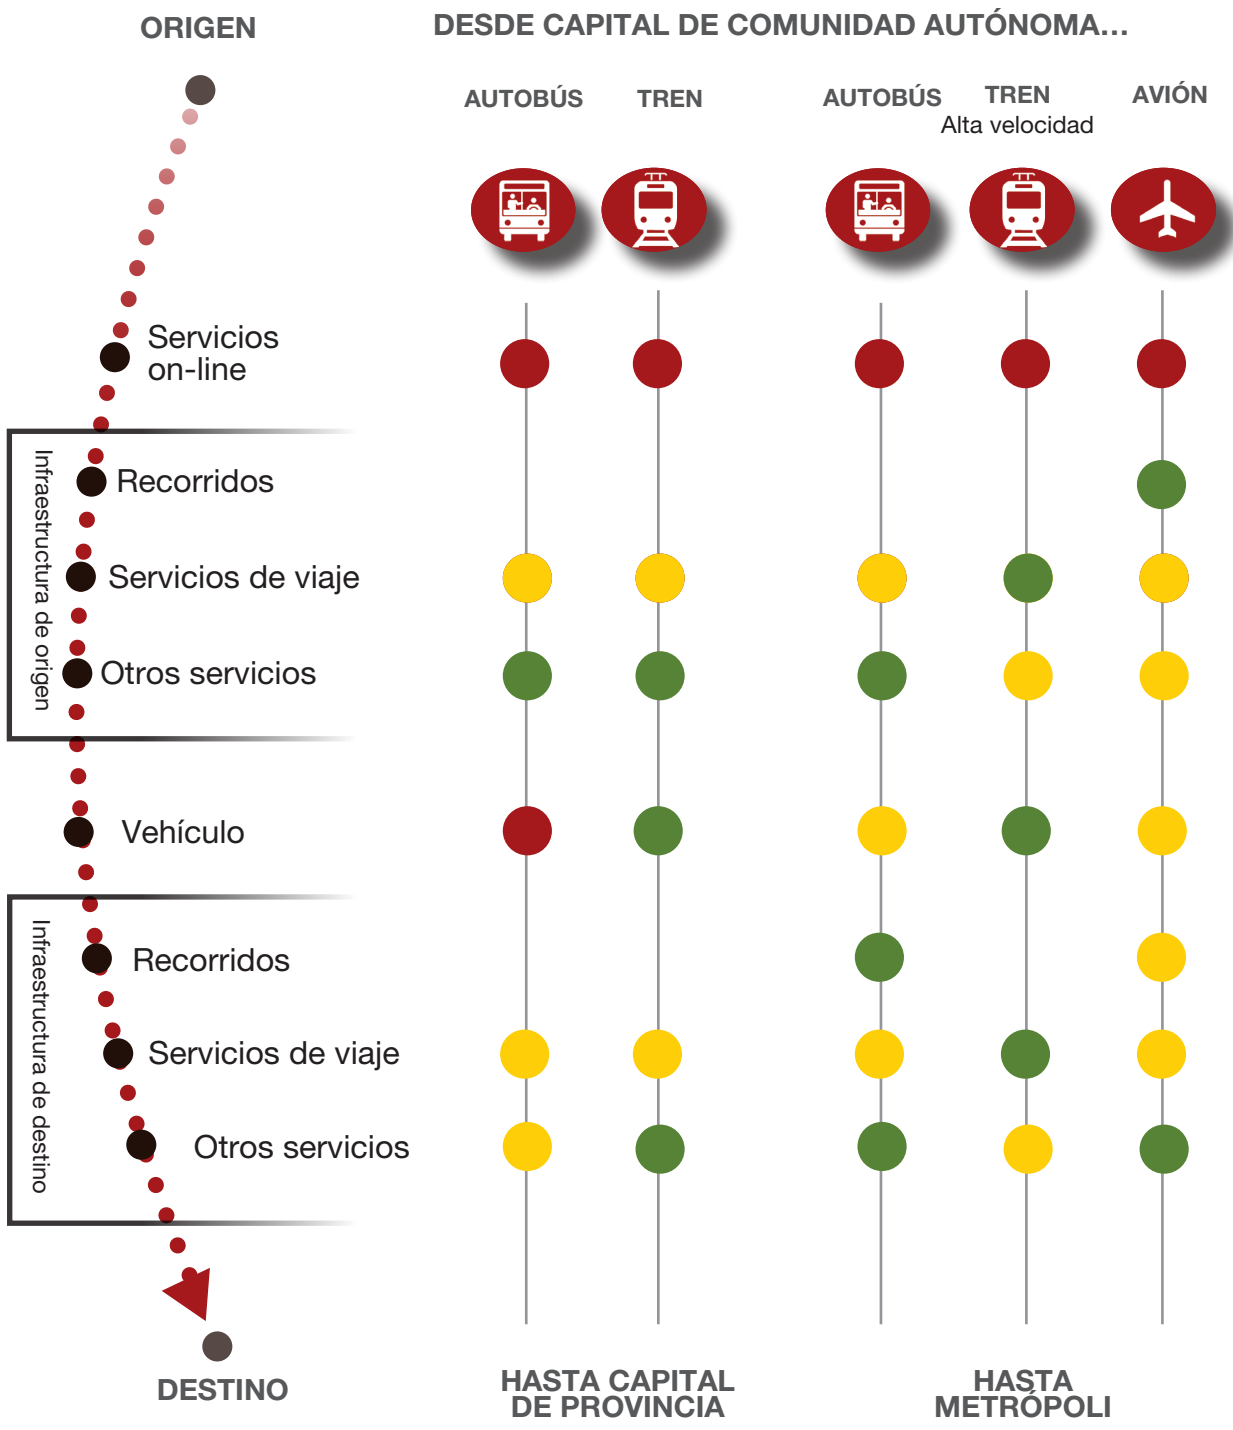 ORIGEN
DESDE CAPITAL DE COMUNIDAD AUTÓNOMA...
AUTOBÚS
TREN
AUTOBÚS
TREN
Alta velocidad
AVIÓN
Servicios
on-line
Infraestructura de origen
Recorridos
Servicios de viaje
Otros servicios
Vehículo
Infraestructura de destino
Recorridos
Servicios de viaje
Otros servicios
DESTINO
HASTA CAPITAL
DE PROVINCIA
HASTA
METRÓPOLI